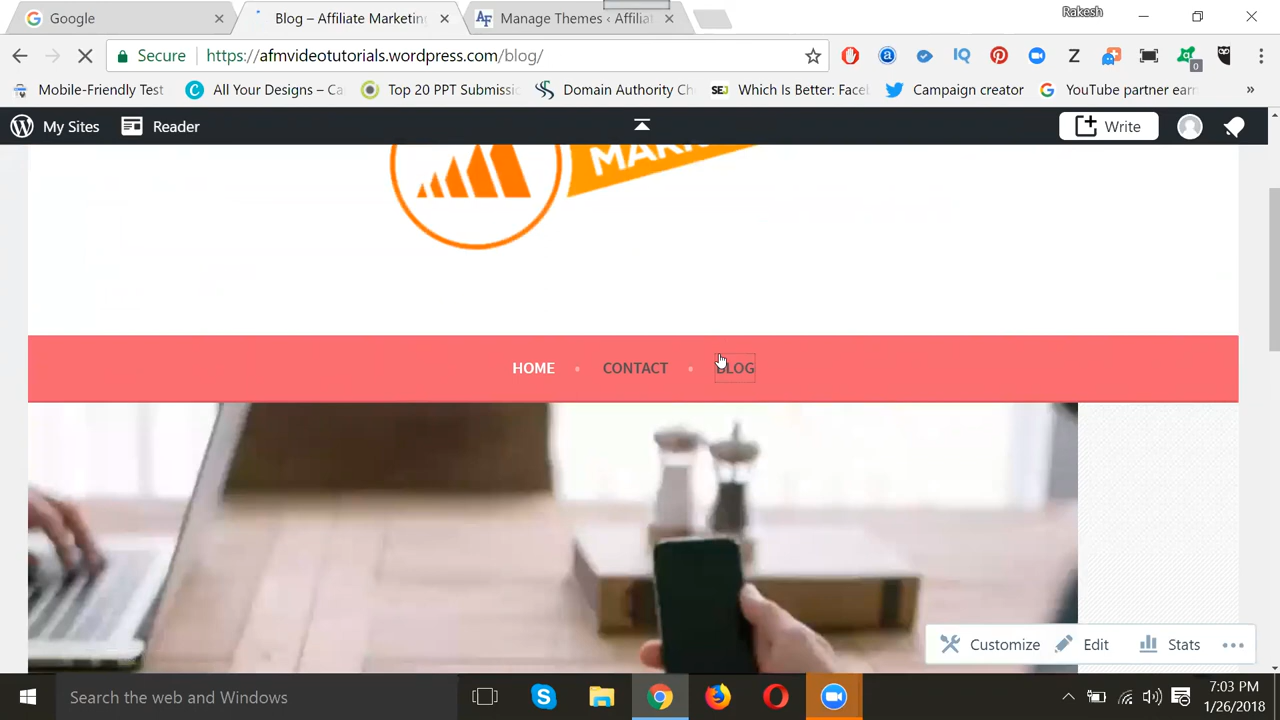 Google
Blog – Affiliate Marketing
Manage Themes ‹ Affilia
Rakesh
Secure
https://afmvideotutorials.wordpress.com/blog/
0
Mobile-Friendly Test
All Your Designs – Ca
Top 20 PPT Submissi
Domain Authority Ch
SEJ
Which Is Better: Face
Campaign creator
YouTube partner earn
My Sites
Reader
Write
HOME
CONTACT
BLOG
Customize
Edit
Stats
Search the web and Windows
7:03 PM
1/26/2018